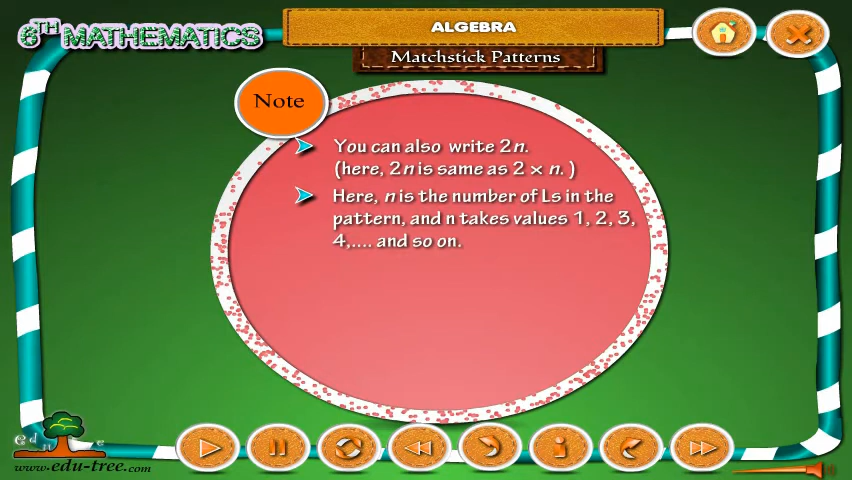 6TH MATHEMATICS
ALGEBRA
Matchstick Patterns
Note
You can also write 2n.
(here, 2n is same as 2 × n. )
Here, n is the number of Ls in the
pattern, and n takes values 1, 2, 3,
4,.... and so on.
www.edu-tree.com